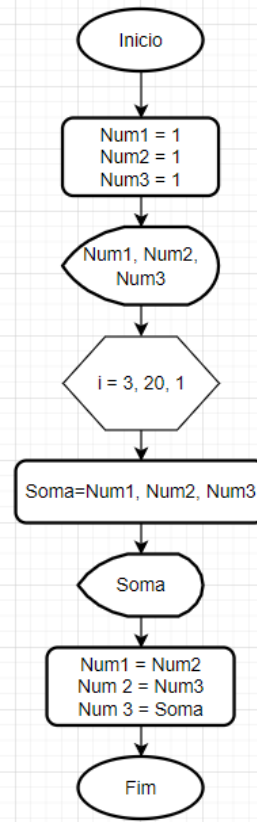 Inicio
Num1 = 1
Num2 = 1
Num3 = 1
Num1, Num2,
Num3
i = 3, 20, 1
Soma=Num1, Num2, Num3
Soma
Num1 = Num2
Num 2 = Num3
Num 3 = Soma
Fim